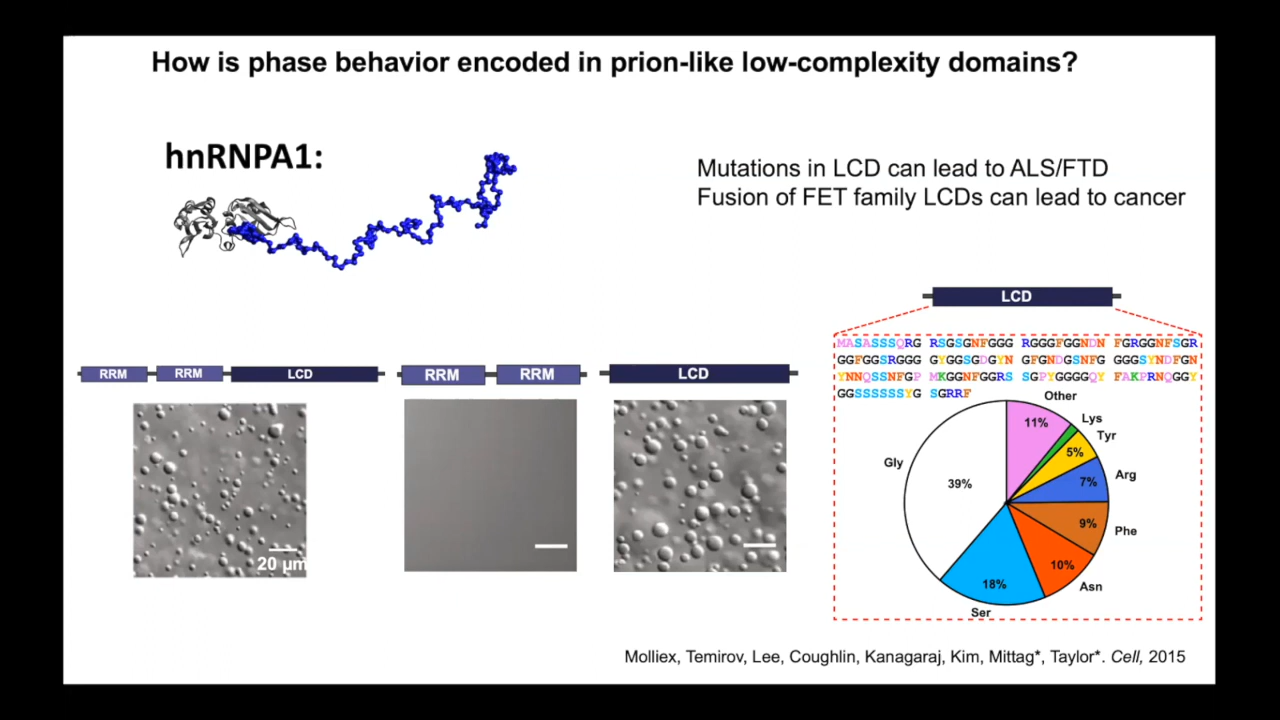 How is phase behavior encoded in prion-like low-complexity domains?
hnRNPA1:
Mutations in LCD can lead to ALS/FTD
Fusion of FET family LCDs can lead to cancer
RRM RRM LCD
RRM RRM
LCD
20 μm
LCD
MASASSSQRG RSGSGNFGGG RGGGFGGNDN FGRGGNFSGR
GGFGGSRGGG GYGGSGDGYN GFGNDGSNFG GGGSYNDFGN
YNNQSSNFGP MKGGNFGGRS SGPYGGGGQY FAKPRNQGGY
GGSSSSSSYG SGRRF
Other
11%
Lys
Tyr
5%
Arg
7%
Phe
9%
Asn
10%
Ser
18%
Gly
39%
Molliex, Temirov, Lee, Coughlin, Kanagaraj, Kim, Mittag*, Taylor*. Cell, 2015